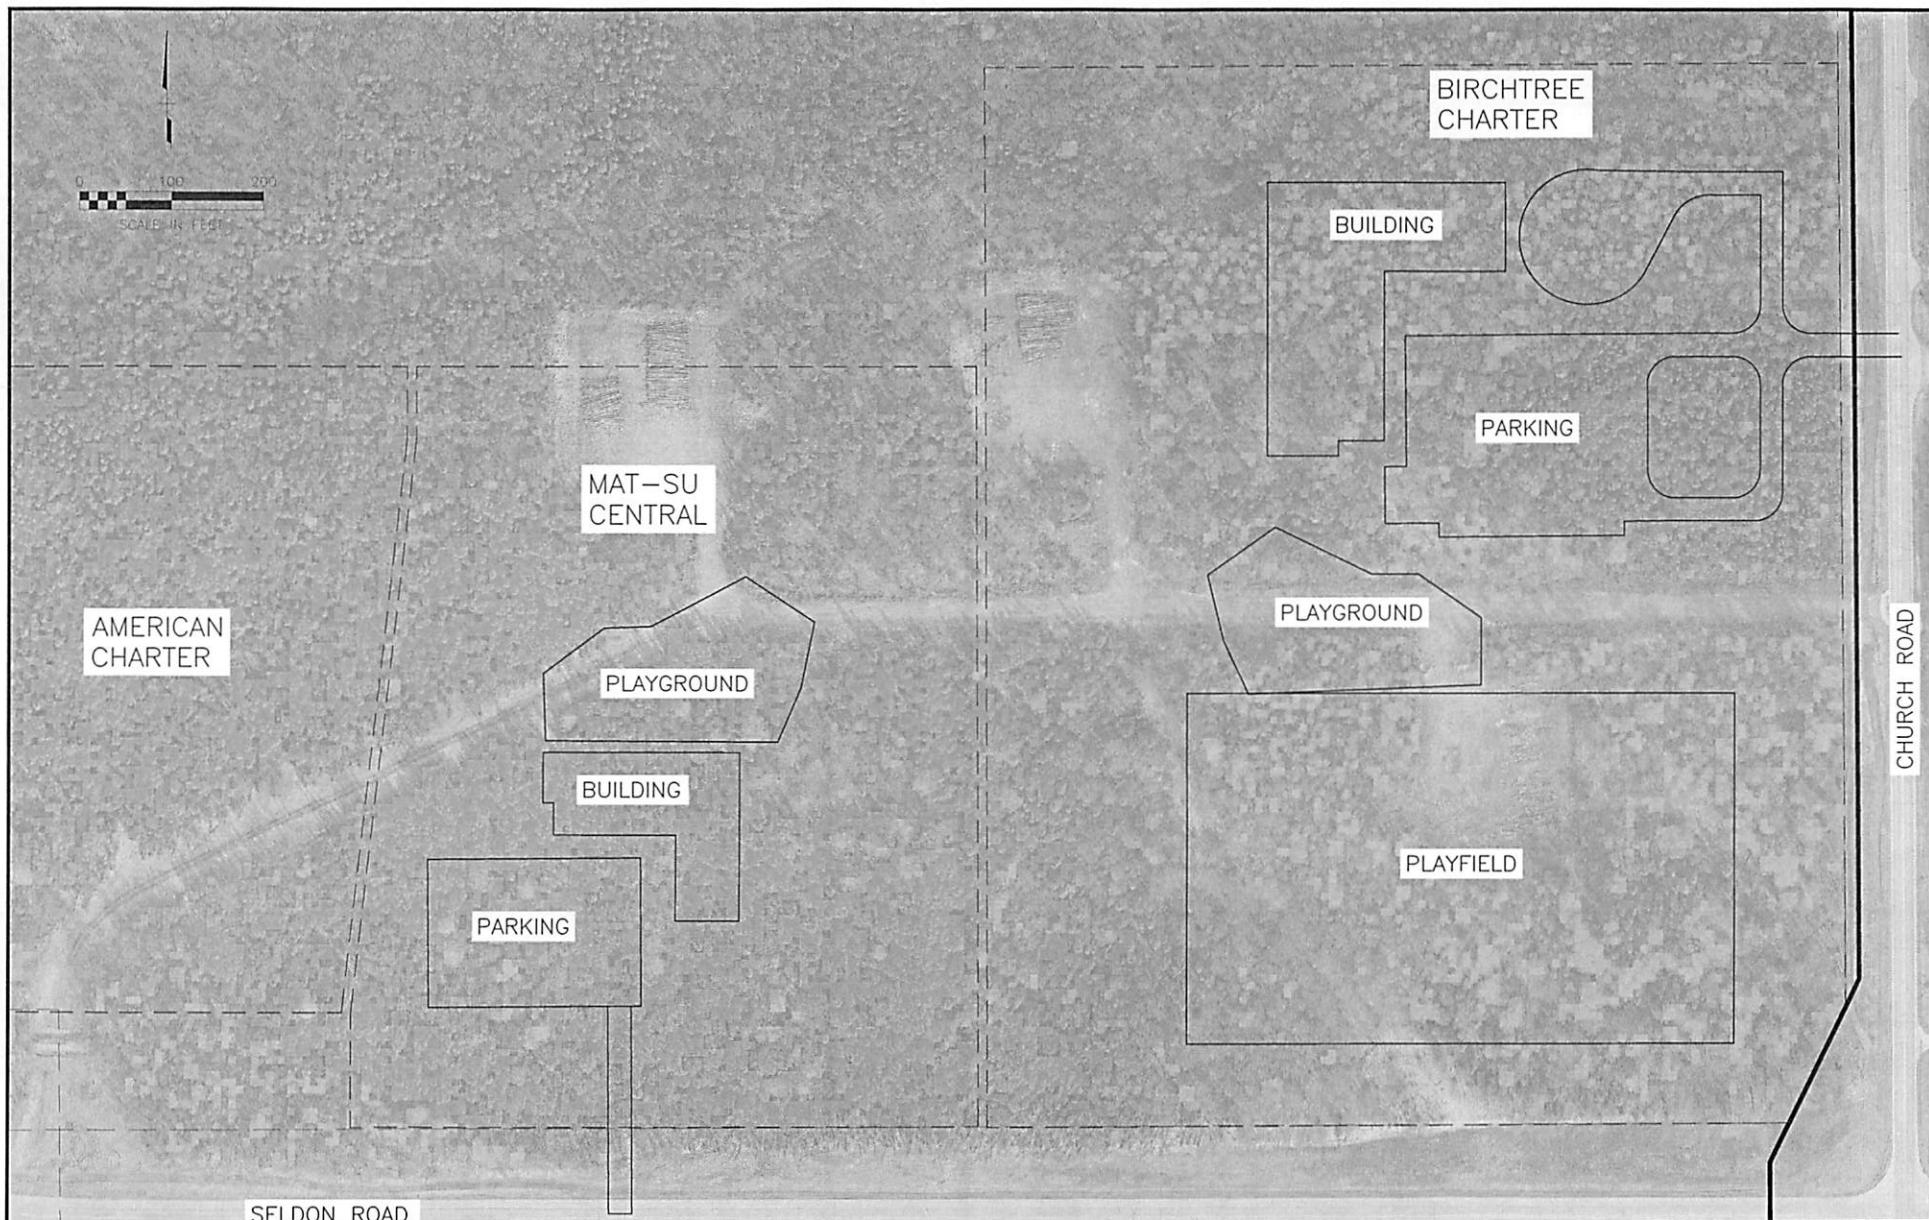 BIRCHTREE
CHARTER
0 100 200
SCALE IN FEET
BUILDING
PARKING
MAT-SU
CENTRAL
AMERICAN
CHARTER
PLAYGROUND
PLAYGROUND
CHURCH ROAD
BUILDING
PLAYFIELD
PARKING
SELDON ROAD